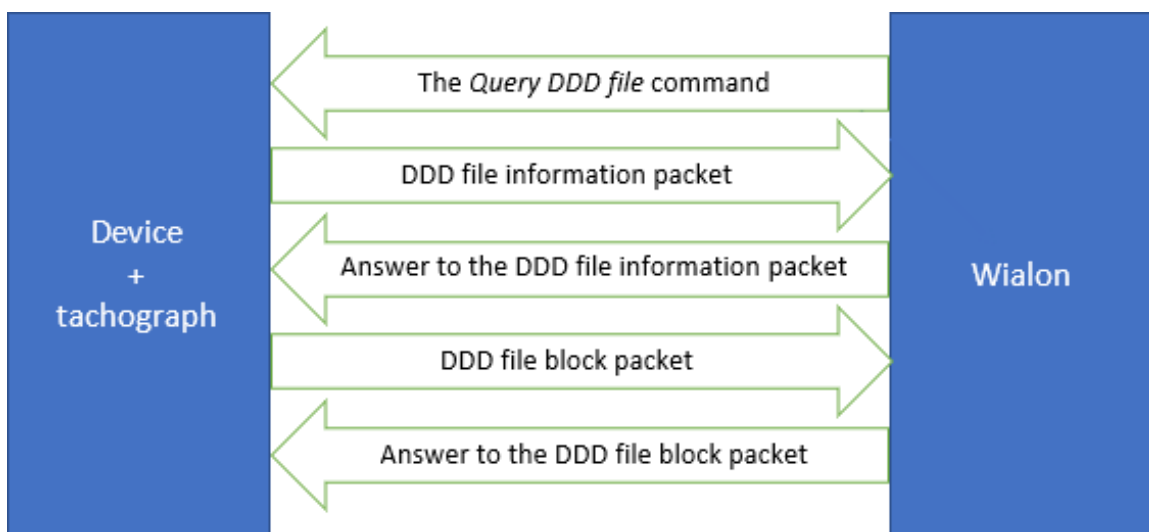 The Query DDD file command
DDD file information packet
Device
+
tachograph
Answer to the DDD file information packet
Wialon
DDD file block packet
Answer to the DDD file block packet